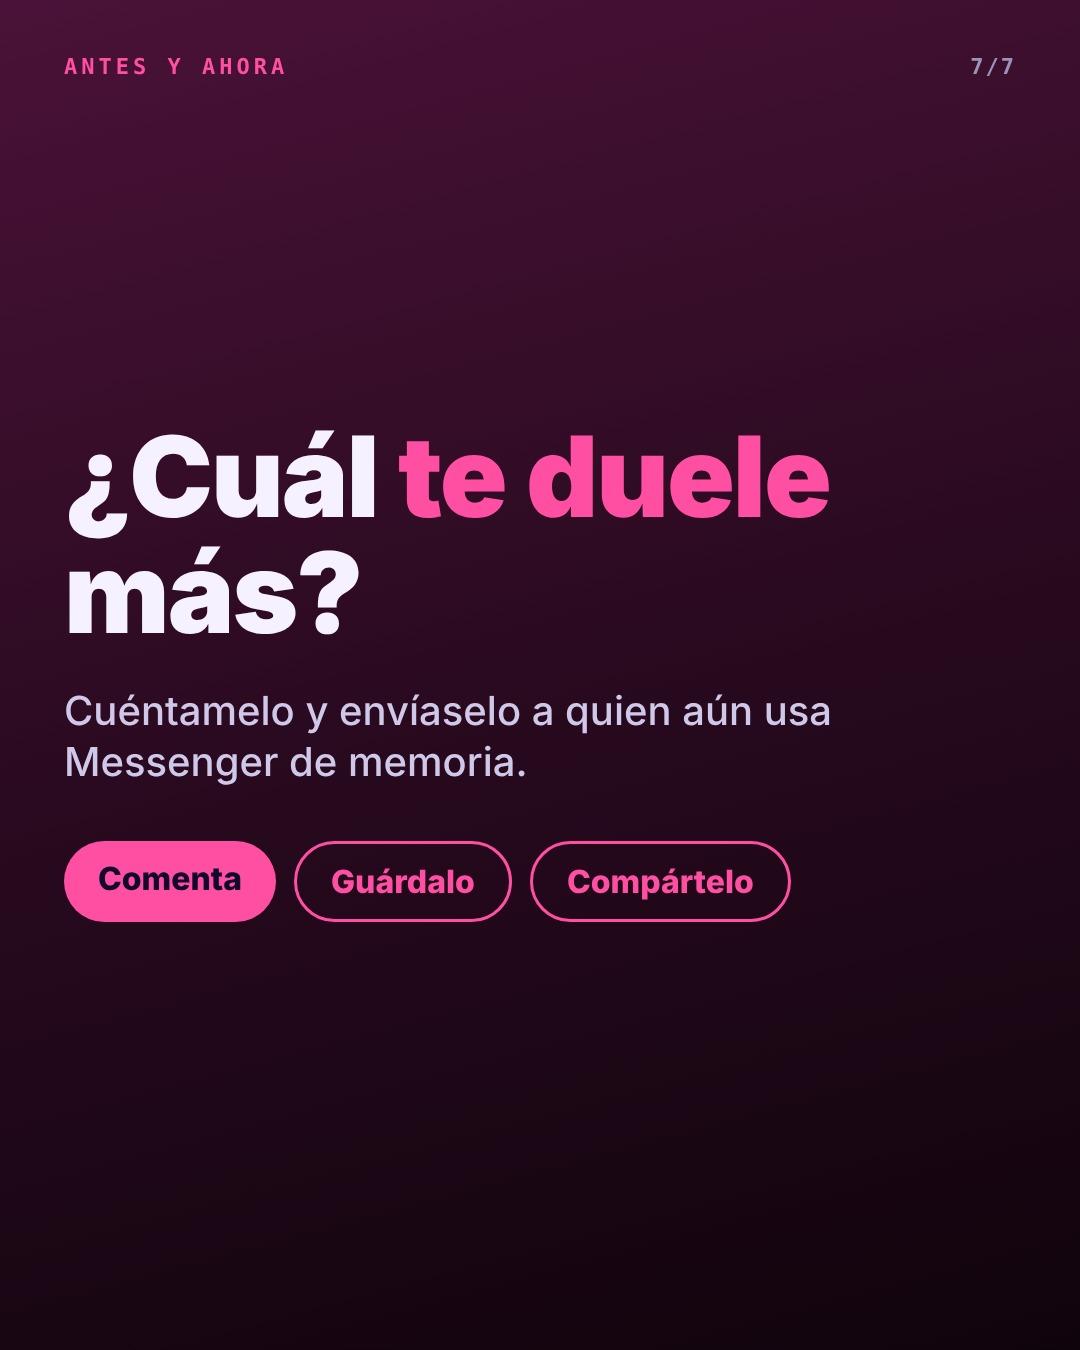 ANTES Y AHORA
7/7
¿Cuál te duele
más?
Cuéntamelo y envíaselo a quien aún usa
Messenger de memoria.
Comenta
Guárdalo
Compártelo